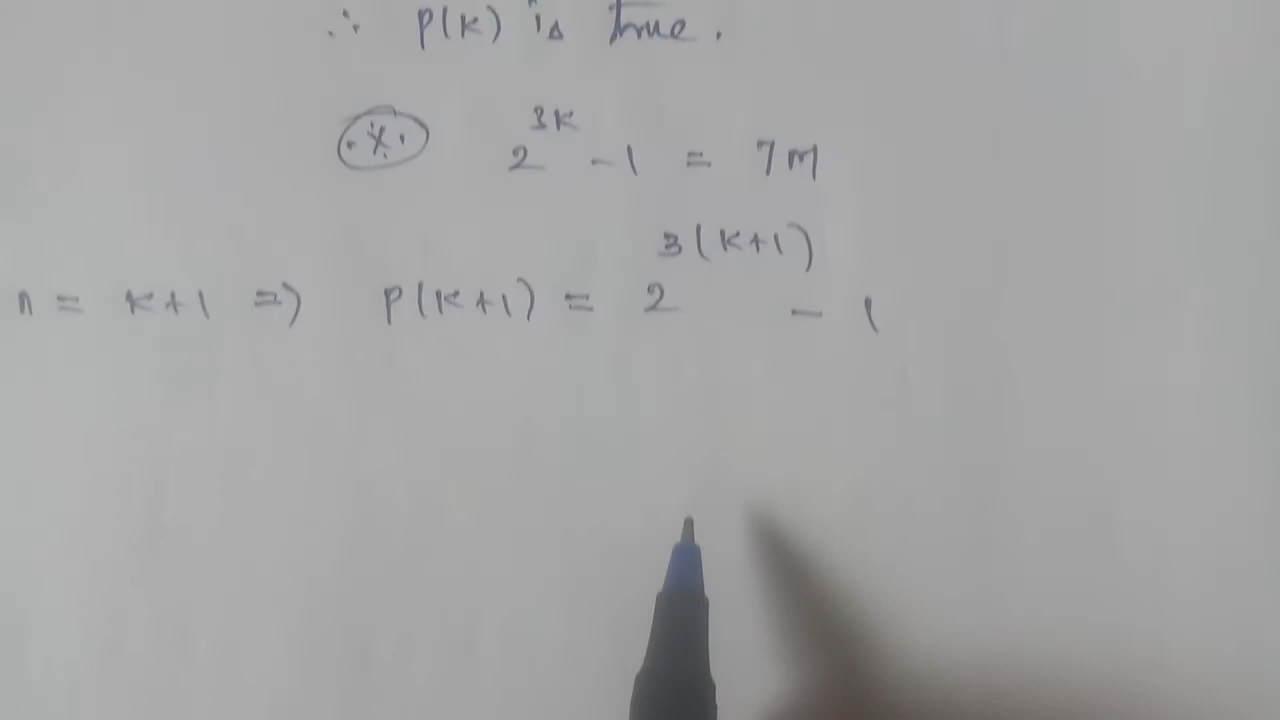 ∴ P(K) is true.
(*) 2^{3K} - 1 = 7M
n = K+1 ⇒ P(K+1) = 2^{3(K+1)} - 1